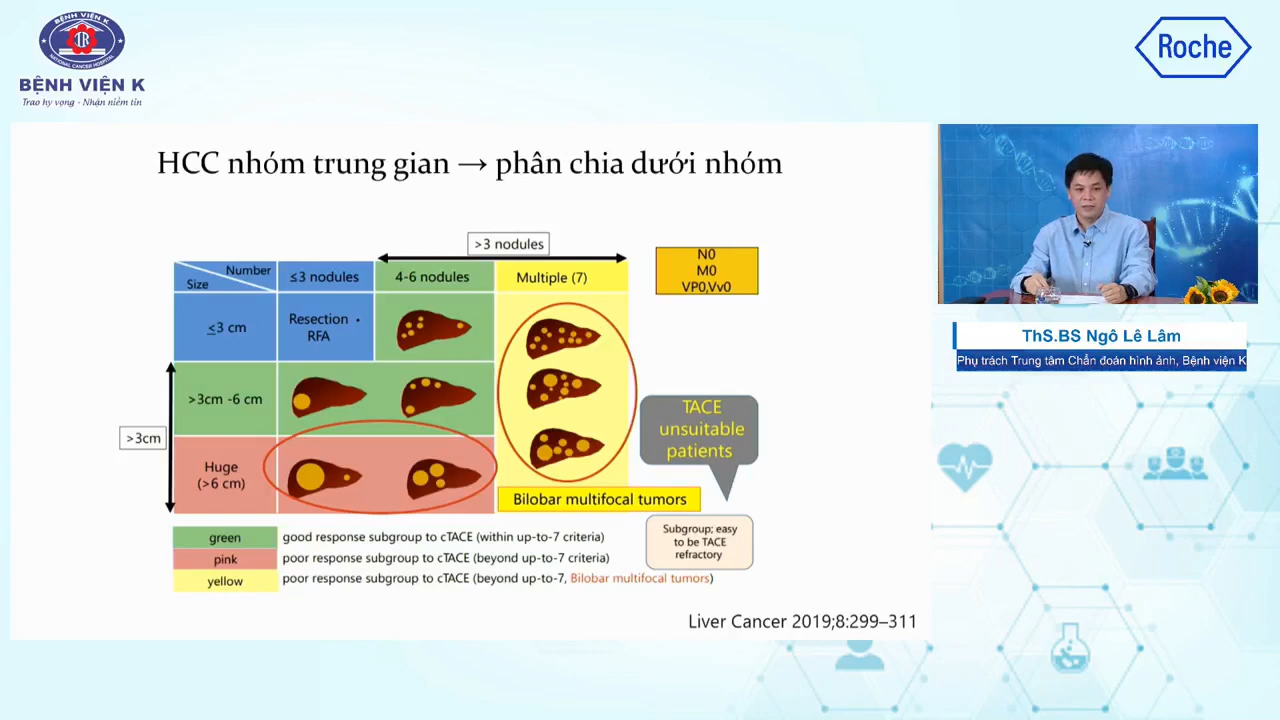 BỆNH VIỆN K
NATIONAL CANCER HOSPITAL
BỆNH VIỆN K
Trao hy vọng - Nhận niềm tin
Roche
HCC nhóm trung gian → phân chia dưới nhóm
>3 nodules
N0
M0
VP0,Vv0
Number
Size
≤3 nodules
4-6 nodules
Multiple (7)
≤3 cm
Resection・
RFA
>3cm -6 cm
>3cm
Huge
(>6 cm)
TACE
unsuitable
patients
Bilobar multifocal tumors
Subgroup; easy
to be TACE
refractory
green good response subgroup to cTACE (within up-to-7 criteria)
pink poor response subgroup to cTACE (beyond up-to-7 criteria)
yellow poor response subgroup to cTACE (beyond up-to-7, Bilobar multifocal tumors)
Liver Cancer 2019;8:299–311
ThS.BS Ngô Lê Lâm
Phụ trách Trung tâm Chẩn đoán hình ảnh, Bệnh viện K